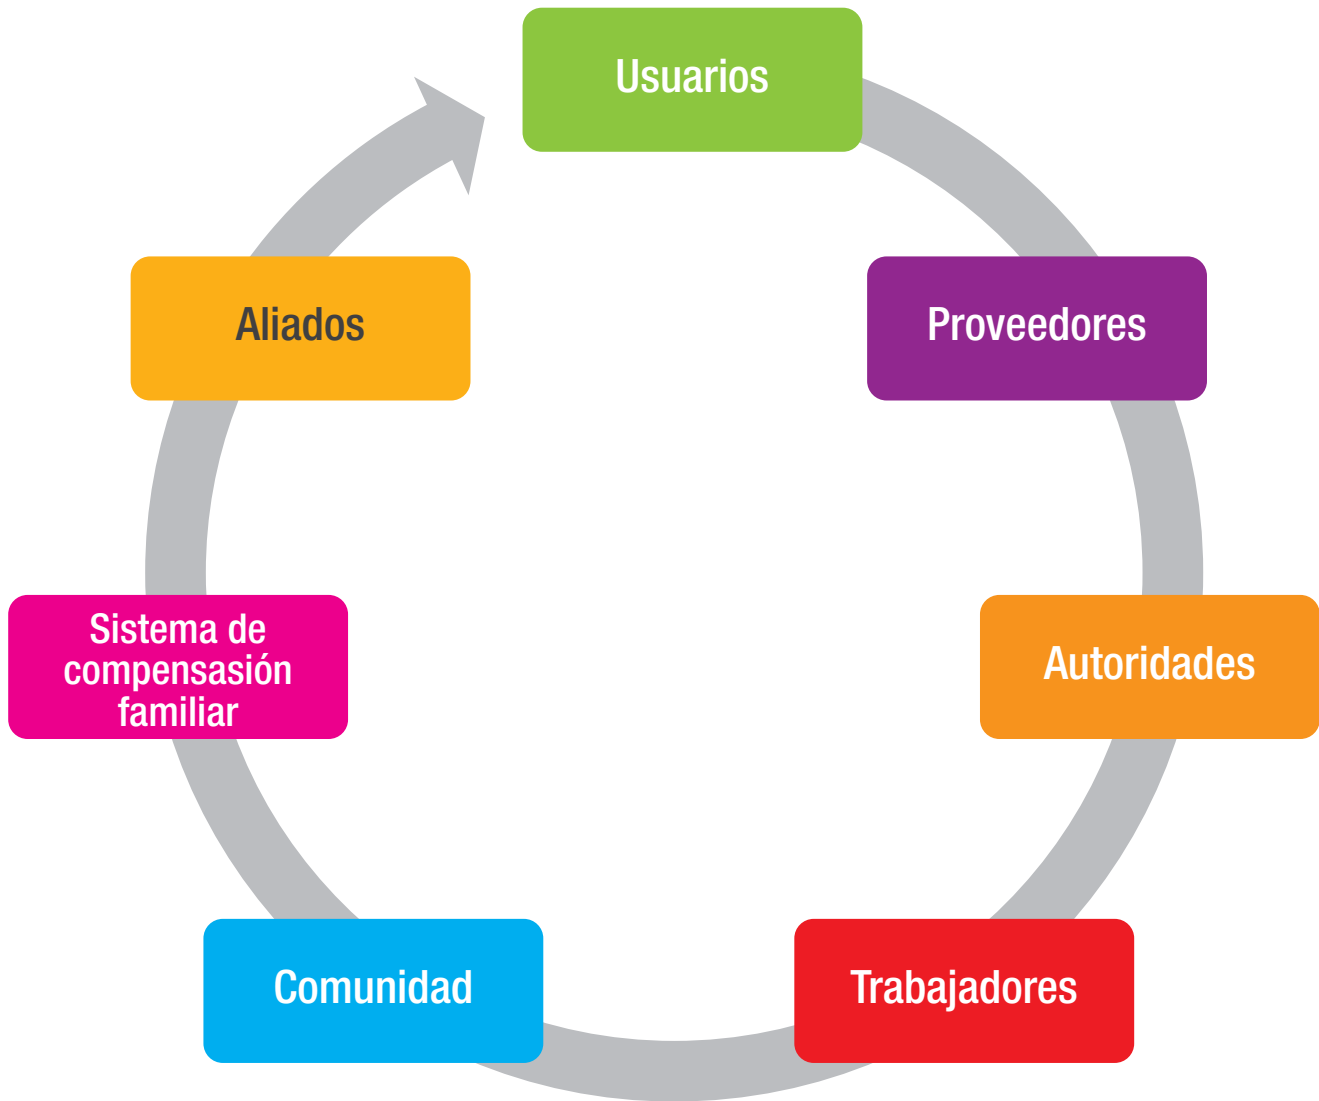 Usuarios
Proveedores
Autoridades
Trabajadores
Comunidad
Sistema de
compensasión
familiar
Aliados